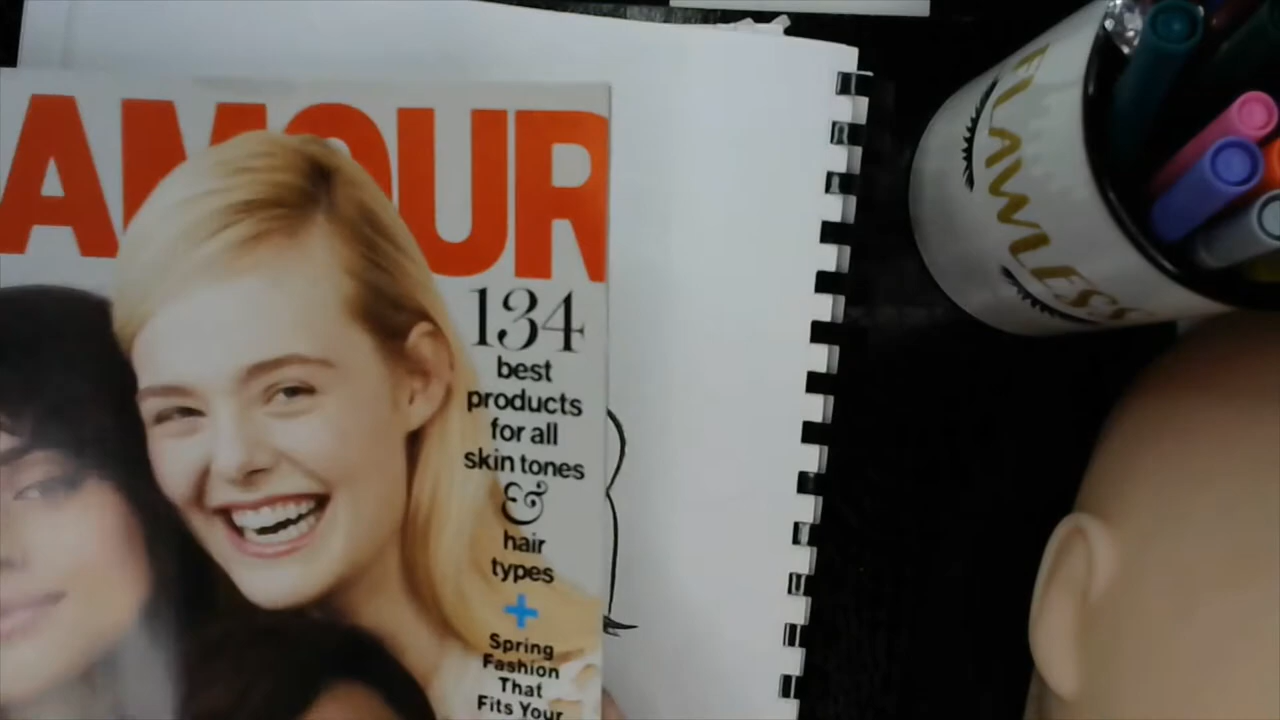 AMOUR
134
best
products
for all
skin tones
&
hair
types
+
Spring
Fashion
That
Fits Your
FLAWLESS